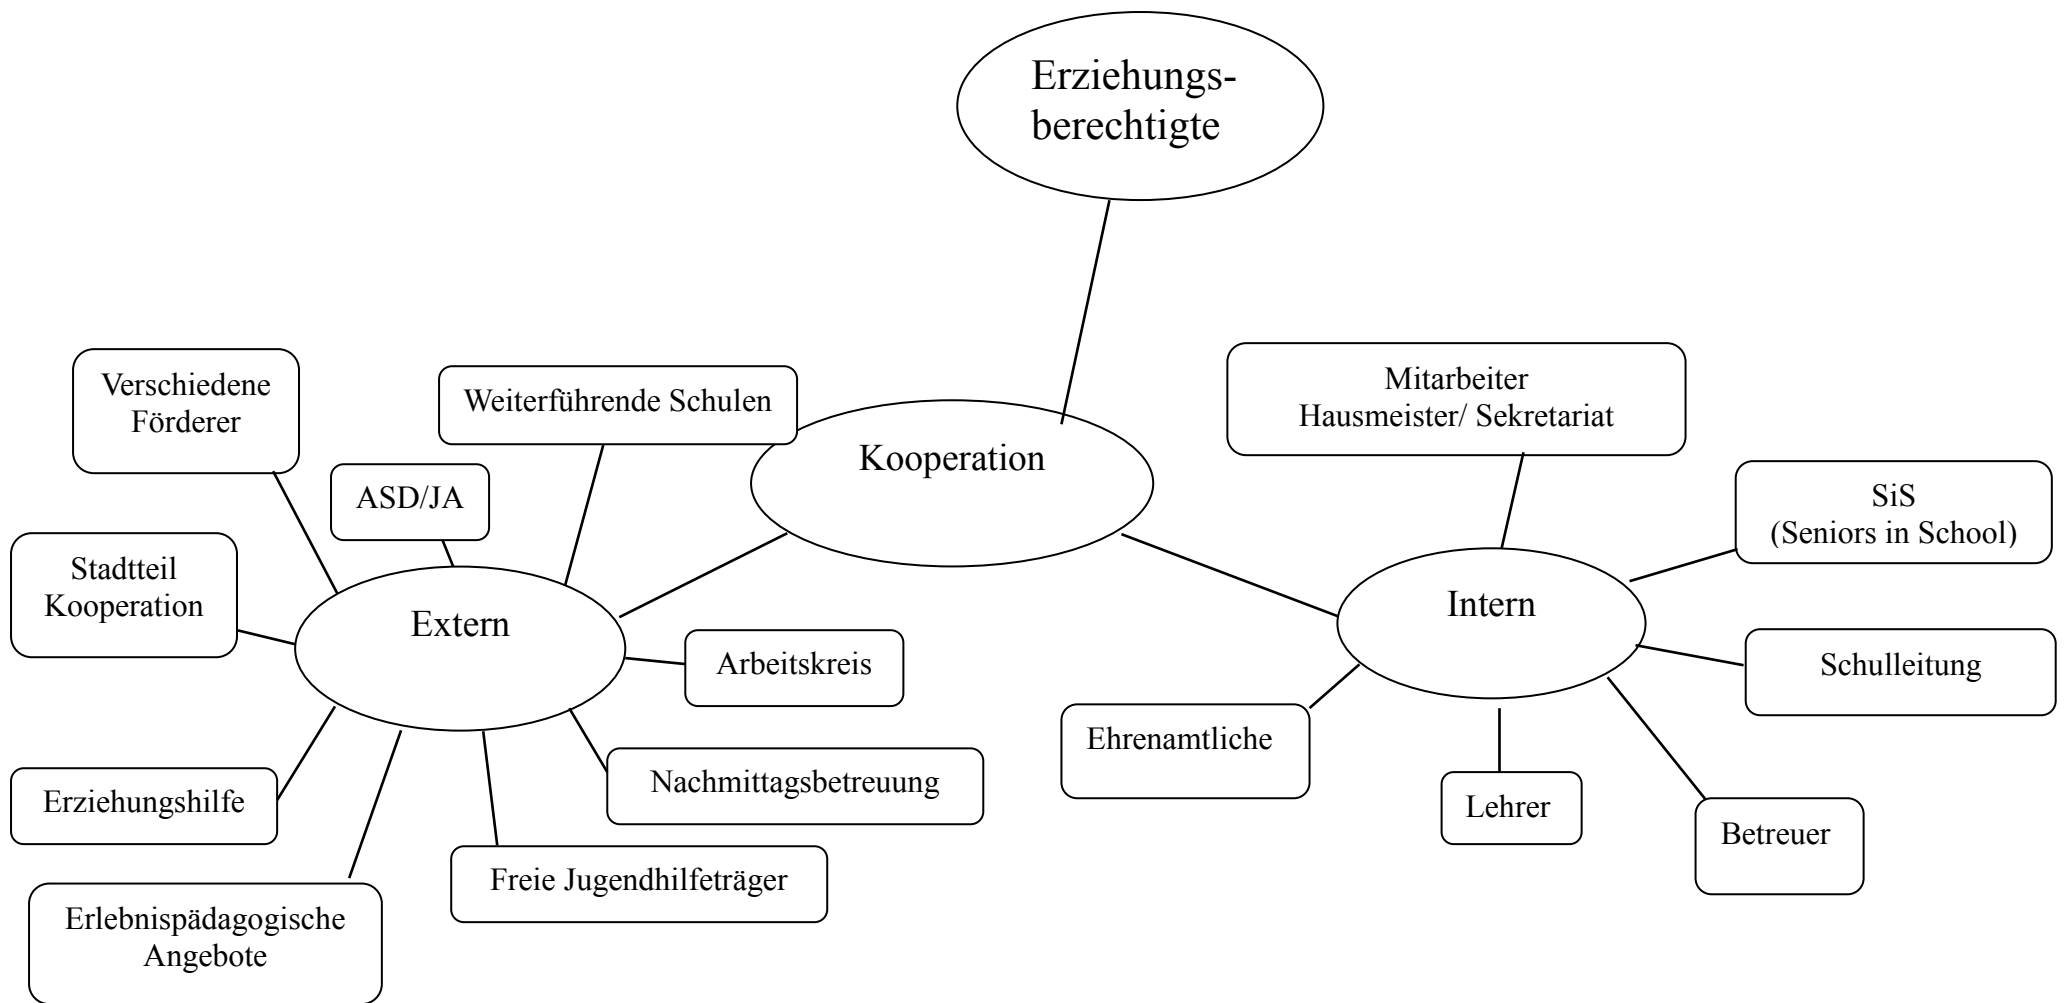 Erziehungs-
berechtigte
Verschiedene
Förderer
Weiterführende Schulen
Kooperation
Mitarbeiter
Hausmeister/ Sekretariat
ASD/JA
SiS
(Seniors in School)
Stadtteil
Kooperation
Extern
Intern
Arbeitskreis
Schulleitung
Ehrenamtliche
Erziehungshilfe
Nachmittagsbetreuung
Lehrer
Betreuer
Freie Jugendhilfeträger
Erlebnispädagogische
Angebote